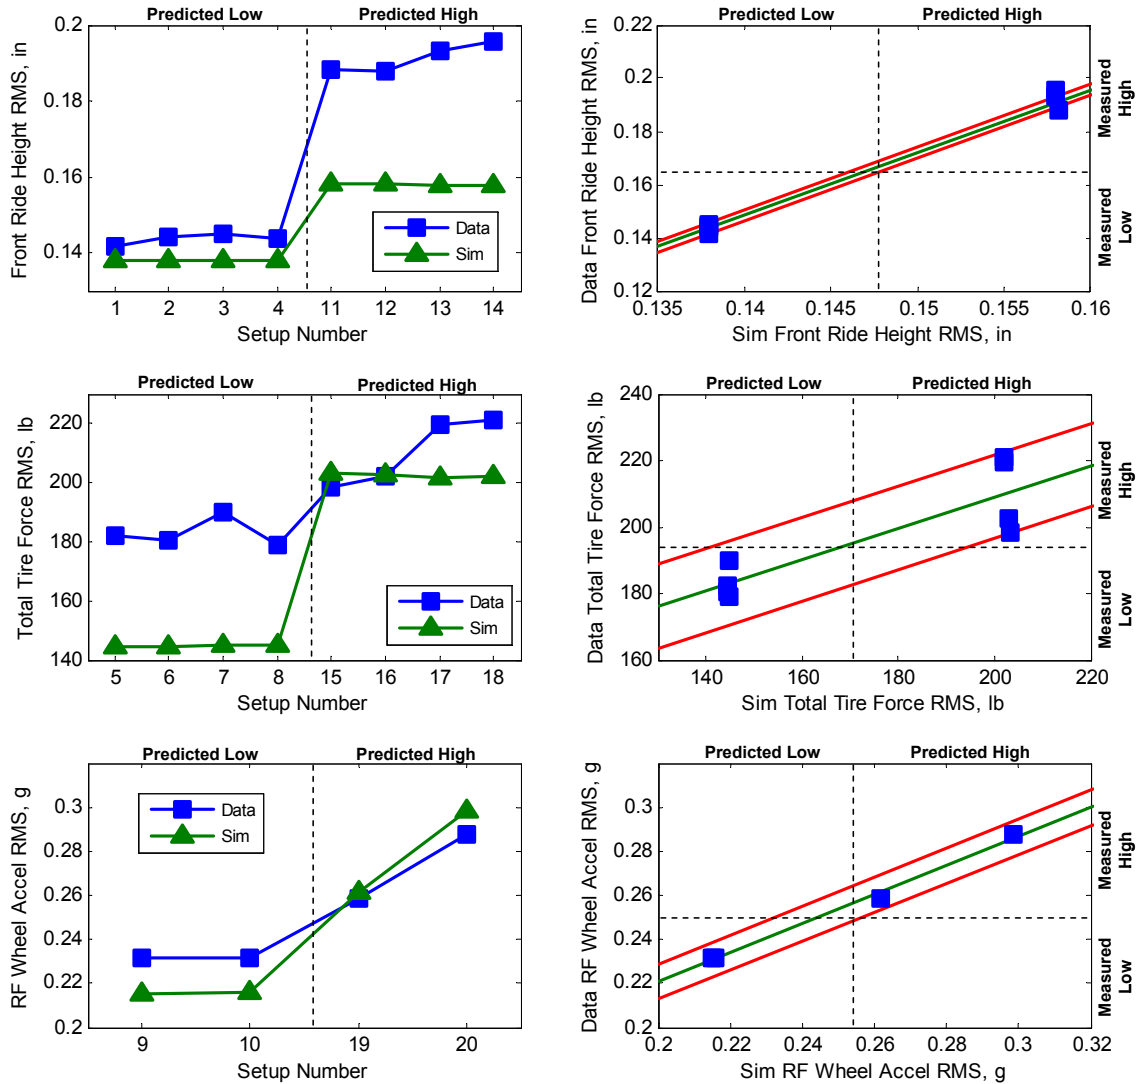 Predicted Low Predicted High
Front Ride Height RMS, in
0.2
0.18
0.16
0.14
Data
Sim
1 2 3 4 11 12 13 14
Setup Number
Predicted Low Predicted High
Data Front Ride Height RMS, in
0.22
0.2
0.18
0.16
0.14
0.12
Measured High
Measured Low
0.135 0.14 0.145 0.15 0.155 0.16
Sim Front Ride Height RMS, in
Predicted Low Predicted High
Total Tire Force RMS, lb
220
200
180
160
140
Data
Sim
5 6 7 8 15 16 17 18
Setup Number
Predicted Low Predicted High
Data Total Tire Force RMS, lb
240
220
200
180
160
Measured High
Measured Low
140 160 180 200 220
Sim Total Tire Force RMS, lb
Predicted Low Predicted High
RF Wheel Accel RMS, g
0.3
0.28
0.26
0.24
0.22
0.2
Data
Sim
9 10 19 20
Setup Number
Predicted Low Predicted High
Data RF Wheel Accel RMS, g
0.3
0.28
0.26
0.24
0.22
0.2
Measured High
Measured Low
0.2 0.22 0.24 0.26 0.28 0.3 0.32
Sim RF Wheel Accel RMS, g